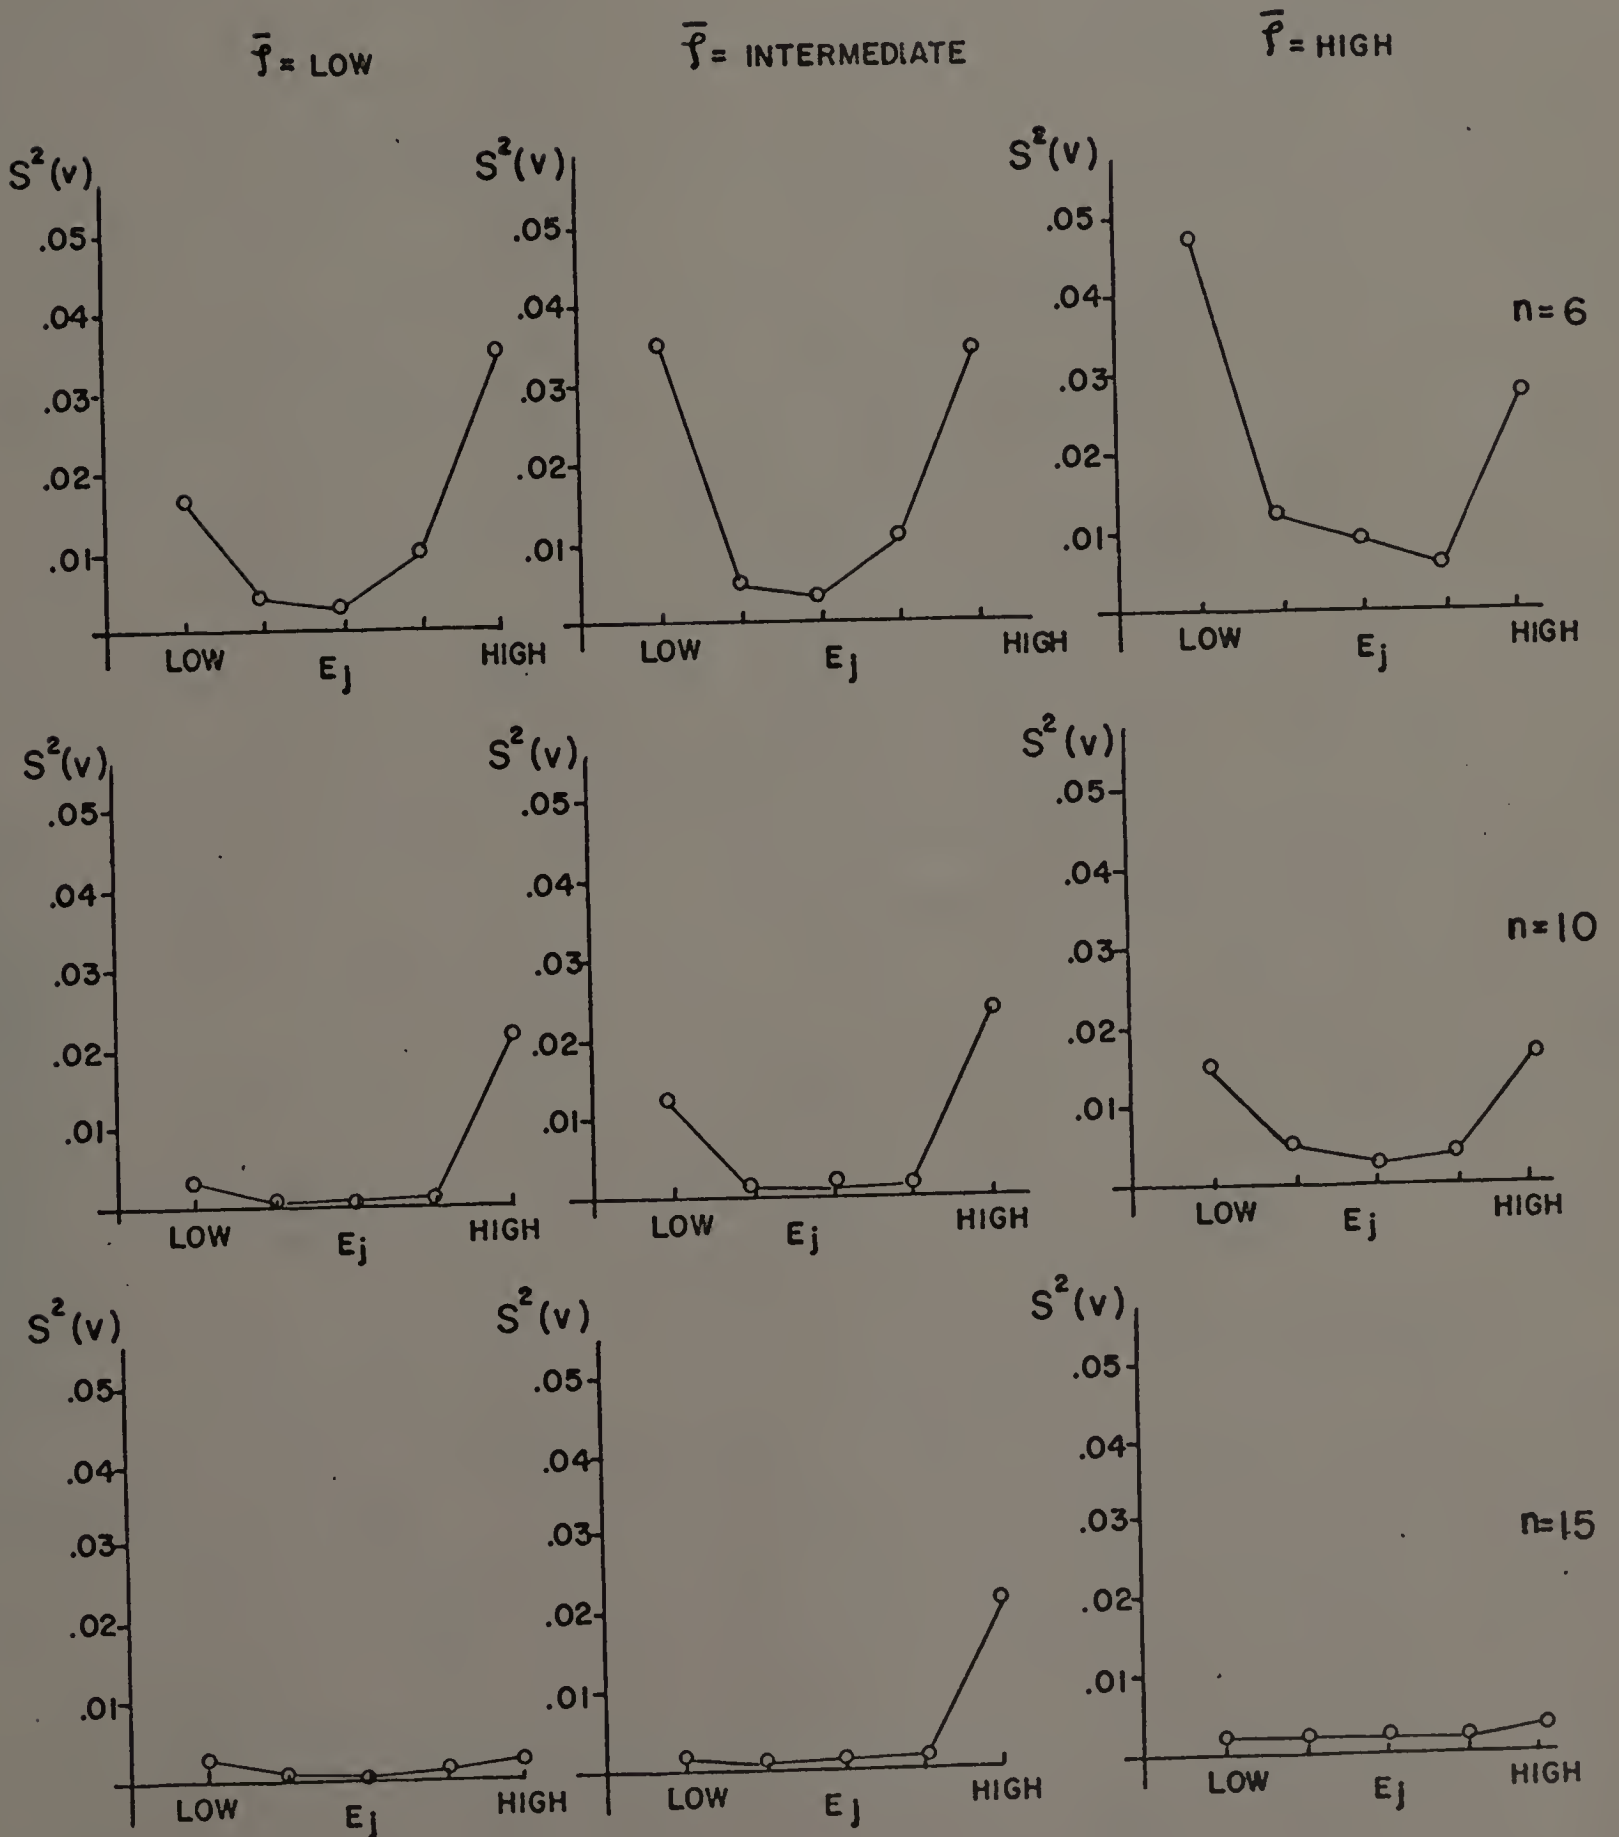 ρ̄ = LOW
ρ̄ = INTERMEDIATE
ρ̄ = HIGH
S²(v)
.05
.04
.03
.02
.01
LOW
Ej
HIGH
S²(v)
.05
.04
.03
.02
.01
LOW
Ej
HIGH
S²(v)
.05
.04
.03
.02
.01
LOW
Ej
HIGH
n=6
S²(v)
.05
.04
.03
.02
.01
LOW
Ej
HIGH
S²(v)
.05
.04
.03
.02
.01
LOW
Ej
HIGH
S²(v)
.05
.04
.03
.02
.01
LOW
Ej
HIGH
n=10
S²(v)
.05
.04
.03
.02
.01
LOW
Ej
HIGH
S²(v)
.05
.04
.03
.02
.01
LOW
Ej
HIGH
S²(v)
.05
.04
.03
.02
.01
LOW
Ej
HIGH
n=15